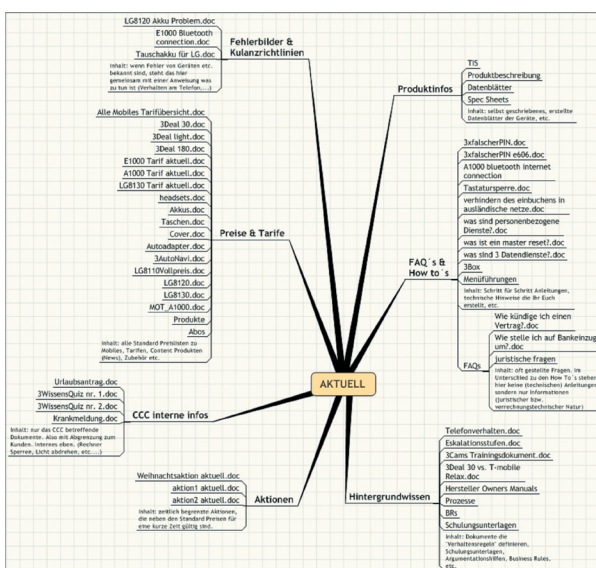 LG8120 Akku Problem.doc
E1000 Bluetooth
connection.doc
Tauschakku für LG.doc
Inhalt: wenn Fehler von Geräten etc.
bekannt sind, steht das hier
gemeinsam mit einer Anweisung was
zu tun ist (Verhalten am Telefon,...)
Fehlerbilder &
Kulanzrichtlinien
Alle Mobiles Tarifübersicht.doc
3Deal 30.doc
3Deal light.doc
3Deal 180.doc
E1000 Tarif aktuell.doc
A1000 Tarif aktuell.doc
LG8130 Tarif aktuell.doc
headsets.doc
Akkus.doc
Taschen.doc
Cover.doc
Autoadapter.doc
3AutoNavi.doc
LG8110Vollpreis.doc
LG8120.doc
LG8130.doc
MOT_A1000.doc
Produkte
Abos
Inhalt: alle Standard Preislisten zu
Mobiles, Tarifen, Content Produkten
(News), Zubehör etc.
Preise & Tarife
Urlaubsantrag.doc
3WissensQuiz nr. 1.doc
3WissensQuiz nr. 2.doc
Krankmeldung.doc
Inhalt: nur das CCC betreffende
Dokumente. Also mit Abgrenzung zum
Kunden. Internes eben. (Rechner
Sperren, Licht abdrehen, etc....)
CCC interne infos
Weihnachtsaktion aktuell.doc
aktion1 aktuell.doc
aktion2 aktuell.doc
Inhalt: zeitlich begrenzte Aktionen,
die neben den Standard Preisen für
eine kurze Zeit gültig sind.
Aktionen
AKTUELL
Produktinfos
TIS
Produktbeschreibung
Datenblätter
Spec Sheets
Inhalt: selbst geschriebenes, erstellte
Datenblätter der Geräte, etc.
FAQ´s &
How to´s
3xfalscherPIN.doc
3xfalscherPIN e606.doc
A1000 bluetooth internet
connection
Tastatursperre.doc
verhindern des einbuchens in
ausländische netze.doc
was sind personenbezogene
Dienste?.doc
was ist ein master reset?.doc
was sind 3 Datendienste?.doc
3Box
Menüführungen
Inhalt: Schritt für Schritt Anleitungen,
technische Hinweise die ihr Euch
erstellt, etc.
FAQs
Wie kündige ich einen
Vertrag?.doc
Wie stelle ich auf Bankeinzug
um?.doc
juristische fragen
Inhalt: oft gestellte Fragen. Im
Unterschied zu den How To´s stehen
hier keine (technischen) Anleitungen
sondern nur Informationen
(juristischer bzw.
verrechnungstechnischer Natur)
Hintergrundwissen
Telefonverhalten.doc
Eskalationsstufen.doc
3Cams Trainingsdokument.doc
3Deal 30 vs. T-mobile
Relax.doc
Hersteller Owners Manuals
Prozesse
BRs
Schulungsunterlagen
Inhalt: Dokumente die
"Verhaltensregeln" definieren,
Schulungsunterlagen,
Argumentationshilfen, Business Rules,
etc.